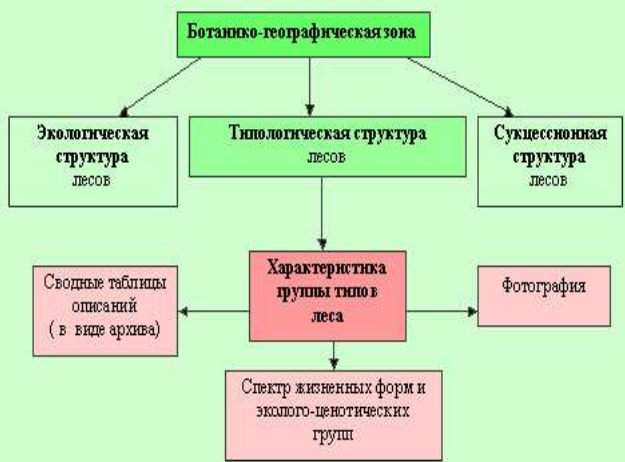 Ботанико-географическая зона
Экологическая
структура
лесов
Типологическая структура
лесов
Сукцессионная
структура
лесов
Характеристика
группы типов
леса
Сводные таблицы
описаний
( в виде архива)
Фотография
Спектр жизненных форм и
эколого-ценотических
групп